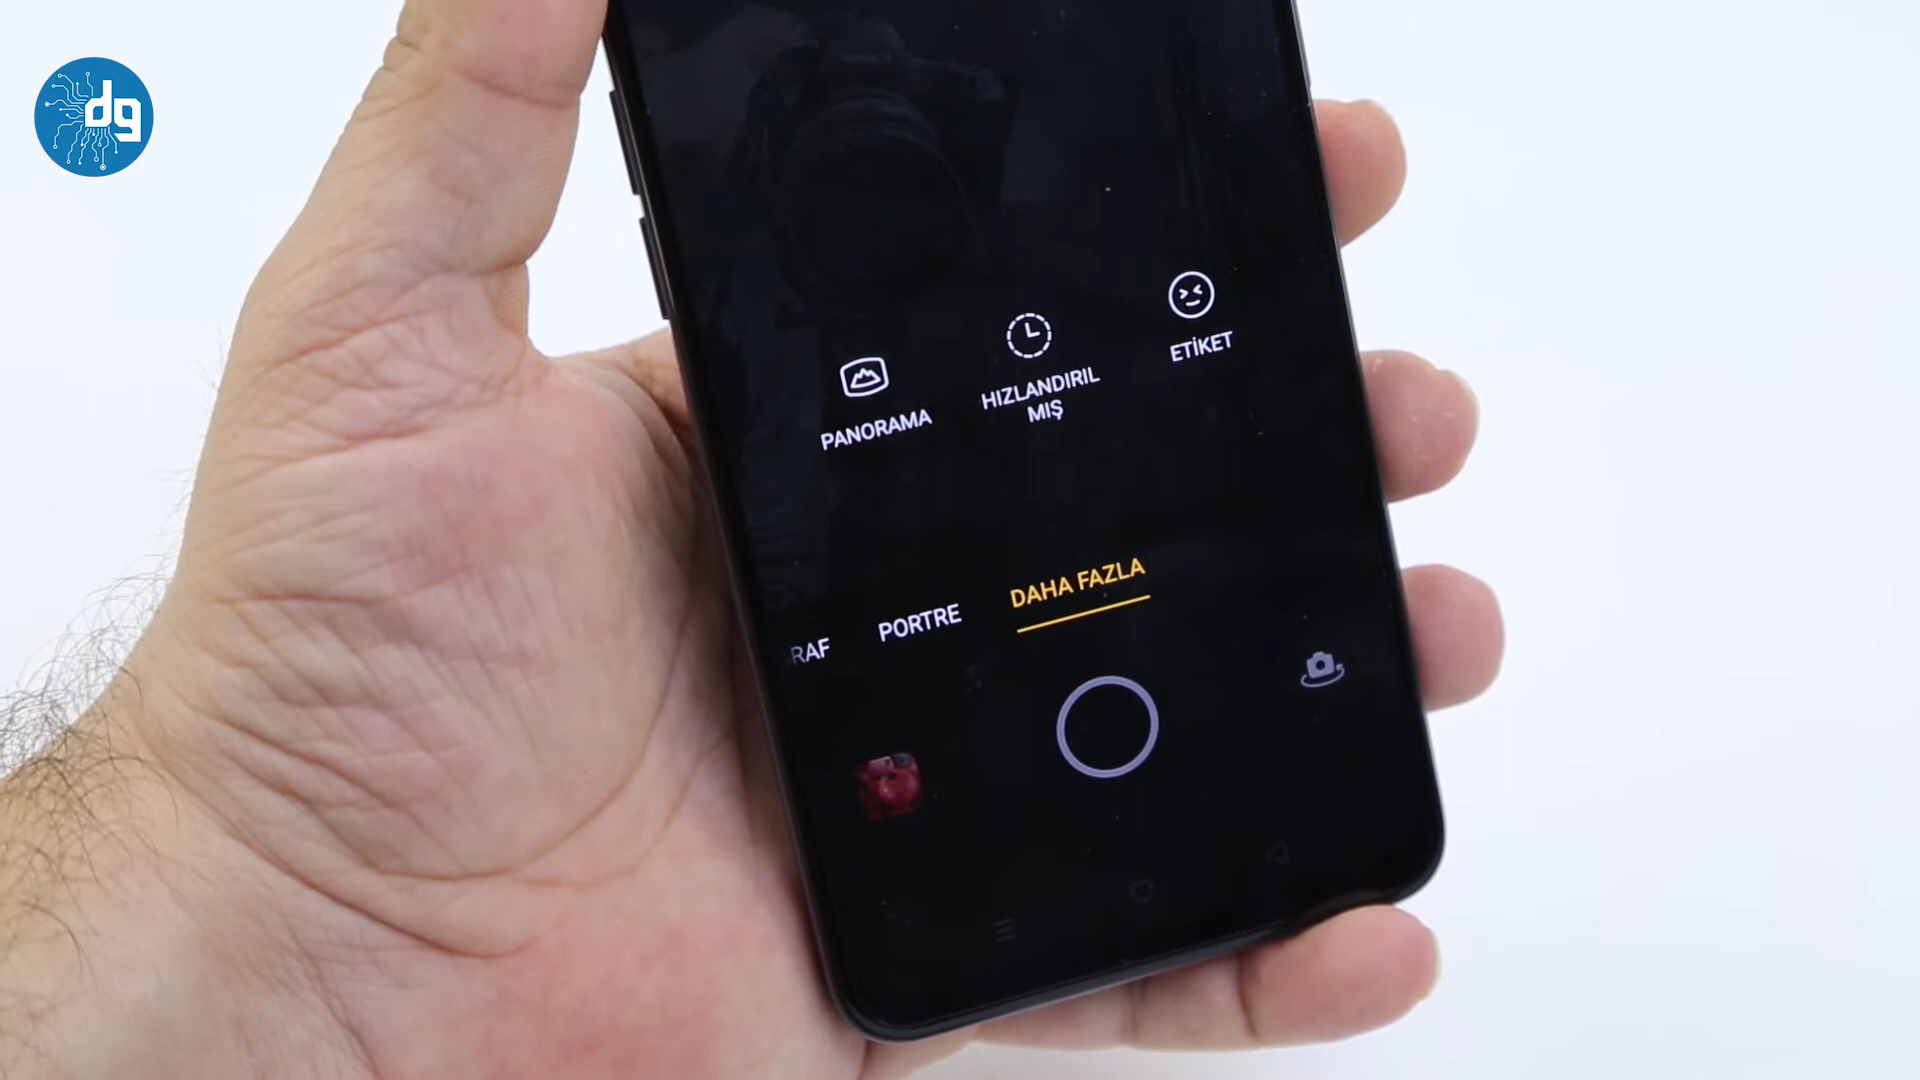 dg
PANORAMA
HIZLANDIRIL
MIŞ
ETİKET
RAF
PORTRE
DAHA FAZLA